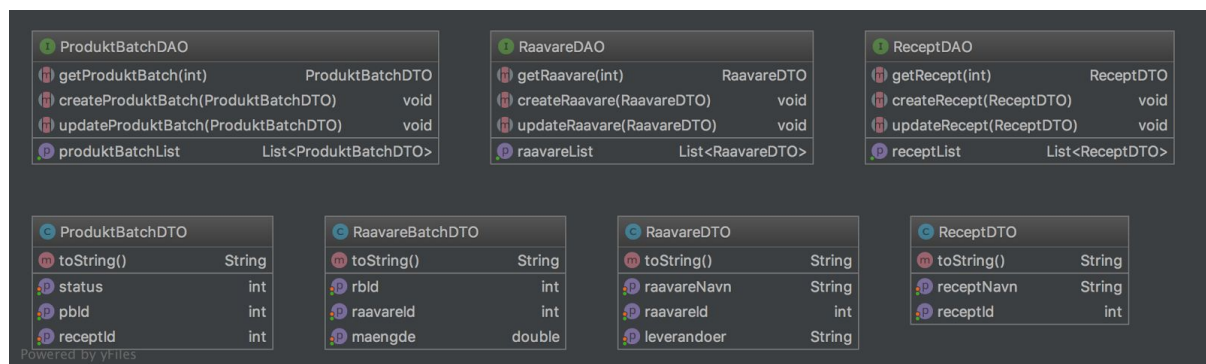 ProduktBatchDAO
getProduktBatch(int) ProduktBatchDTO
createProduktBatch(ProduktBatchDTO) void
updateProduktBatch(ProduktBatchDTO) void
produktBatchList List<ProduktBatchDTO>
RaavareDAO
getRaavare(int) RaavareDTO
createRaavare(RaavareDTO) void
updateRaavare(RaavareDTO) void
raavareList List<RaavareDTO>
ReceptDAO
getRecept(int) ReceptDTO
createRecept(ReceptDTO) void
updateRecept(ReceptDTO) void
receptList List<ReceptDTO>
ProduktBatchDTO
toString() String
status int
pbId int
receptId int
RaavareBatchDTO
toString() String
rbId int
raavareId int
maengde double
RaavareDTO
toString() String
raavareNavn String
raavareId int
leverandoer String
ReceptDTO
toString() String
receptNavn String
receptId int
Powered by yFiles